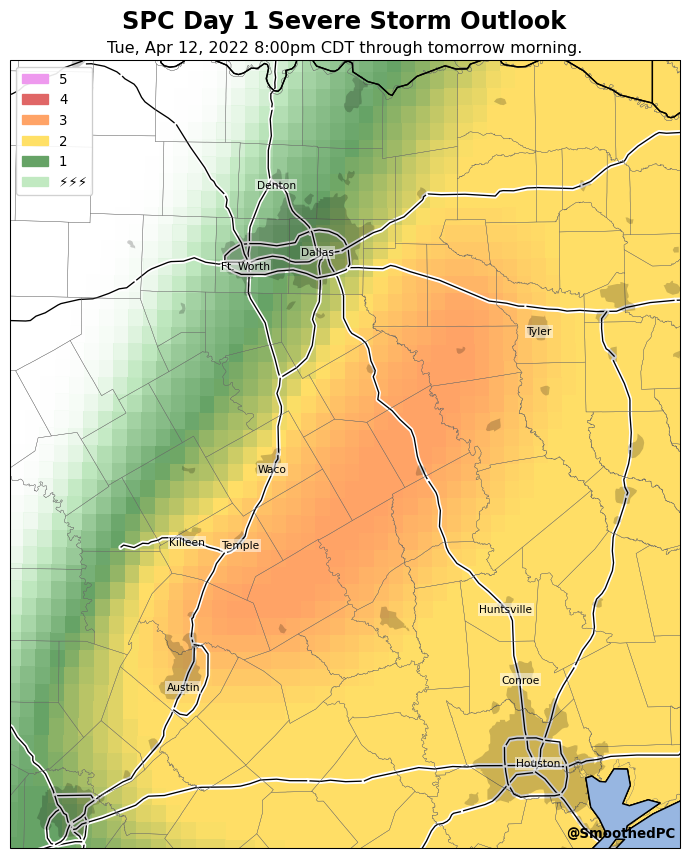 SPC Day 1 Severe Storm Outlook
Tue, Apr 12, 2022 8:00pm CDT through tomorrow morning.
5
4
3
2
1
⚡⚡⚡
Denton
Dallas
Ft. Worth
Tyler
Waco
Killeen
Temple
Huntsville
Conroe
Austin
Houston
@SmoothedPC